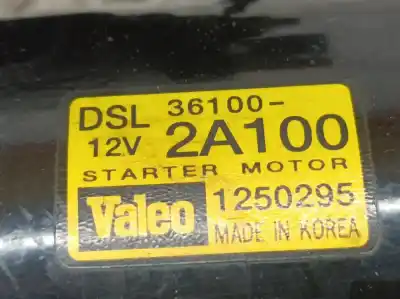 DSL 36100-
12V 2A100
STARTER MOTOR
Valeo 1250295
MADE IN KOREA